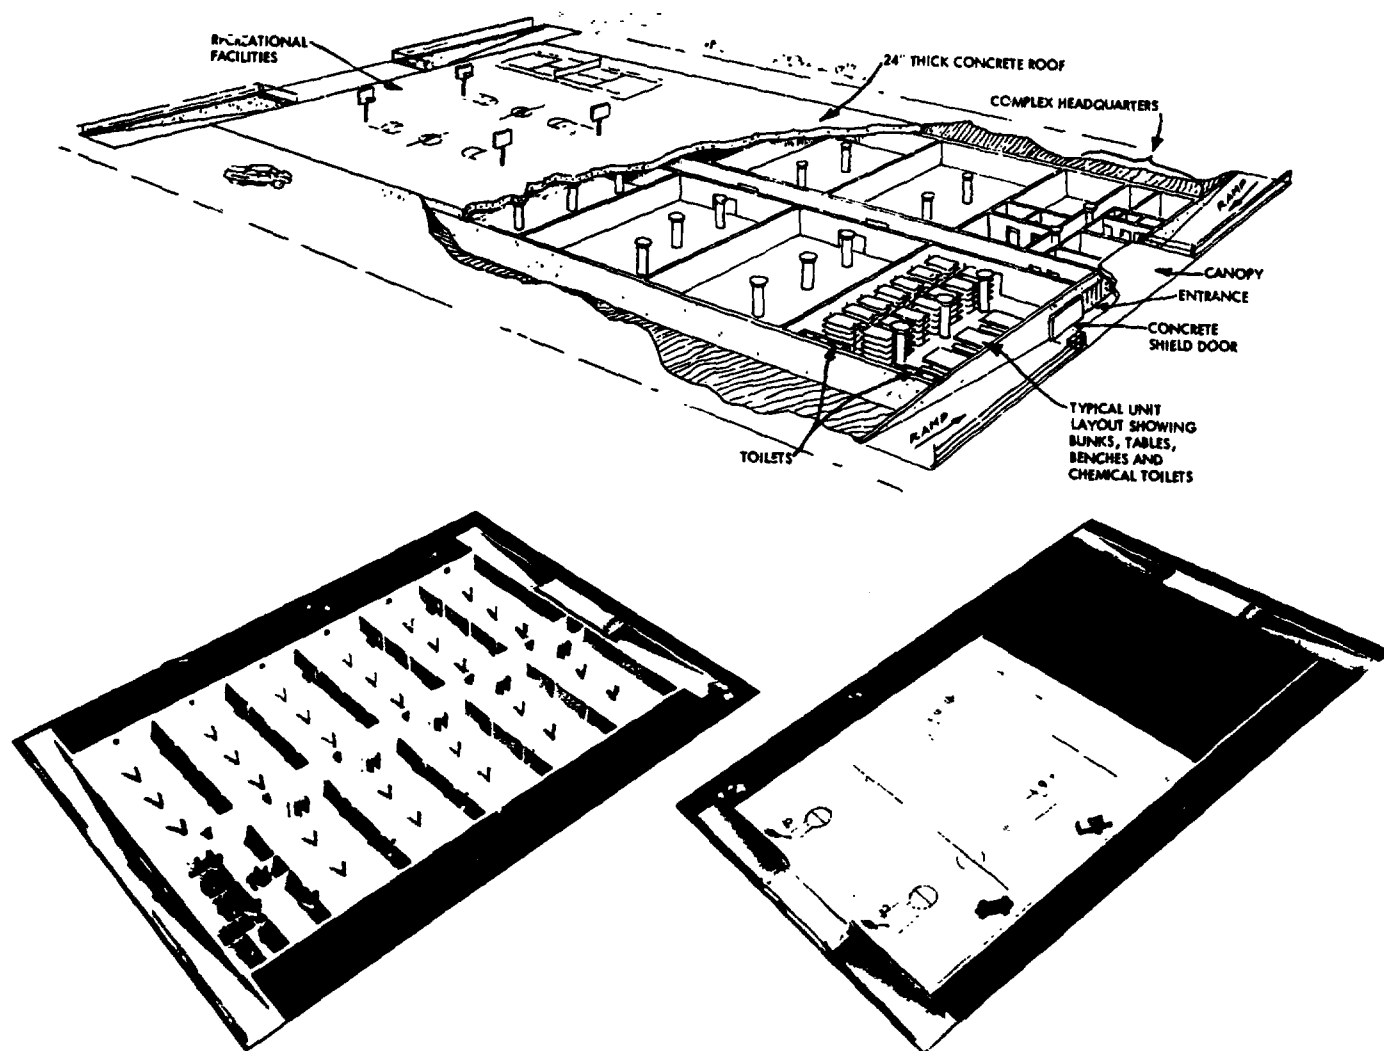 RECREATIONAL
FACILITIES
24" THICK CONCRETE ROOF
COMPLEX HEADQUARTERS
RAMP
CANOPY
ENTRANCE
CONCRETE
SHIELD DOOR
RAMP
TYPICAL UNIT
LAYOUT SHOWING
BUNKS, TABLES,
BENCHES AND
CHEMICAL TOILETS
TOILETS